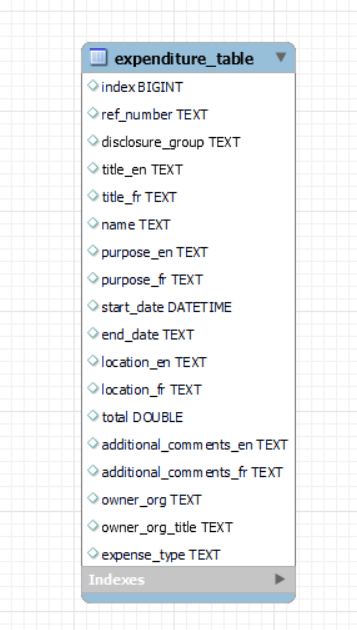 expenditure_table
index BIGINT
ref_number TEXT
disclosure_group TEXT
title_en TEXT
title_fr TEXT
name TEXT
purpose_en TEXT
purpose_fr TEXT
start_date DATETIME
end_date TEXT
location_en TEXT
location_fr TEXT
total DOUBLE
additional_comments_en TEXT
additional_comments_fr TEXT
owner_org TEXT
owner_org_title TEXT
expense_type TEXT
Indexes